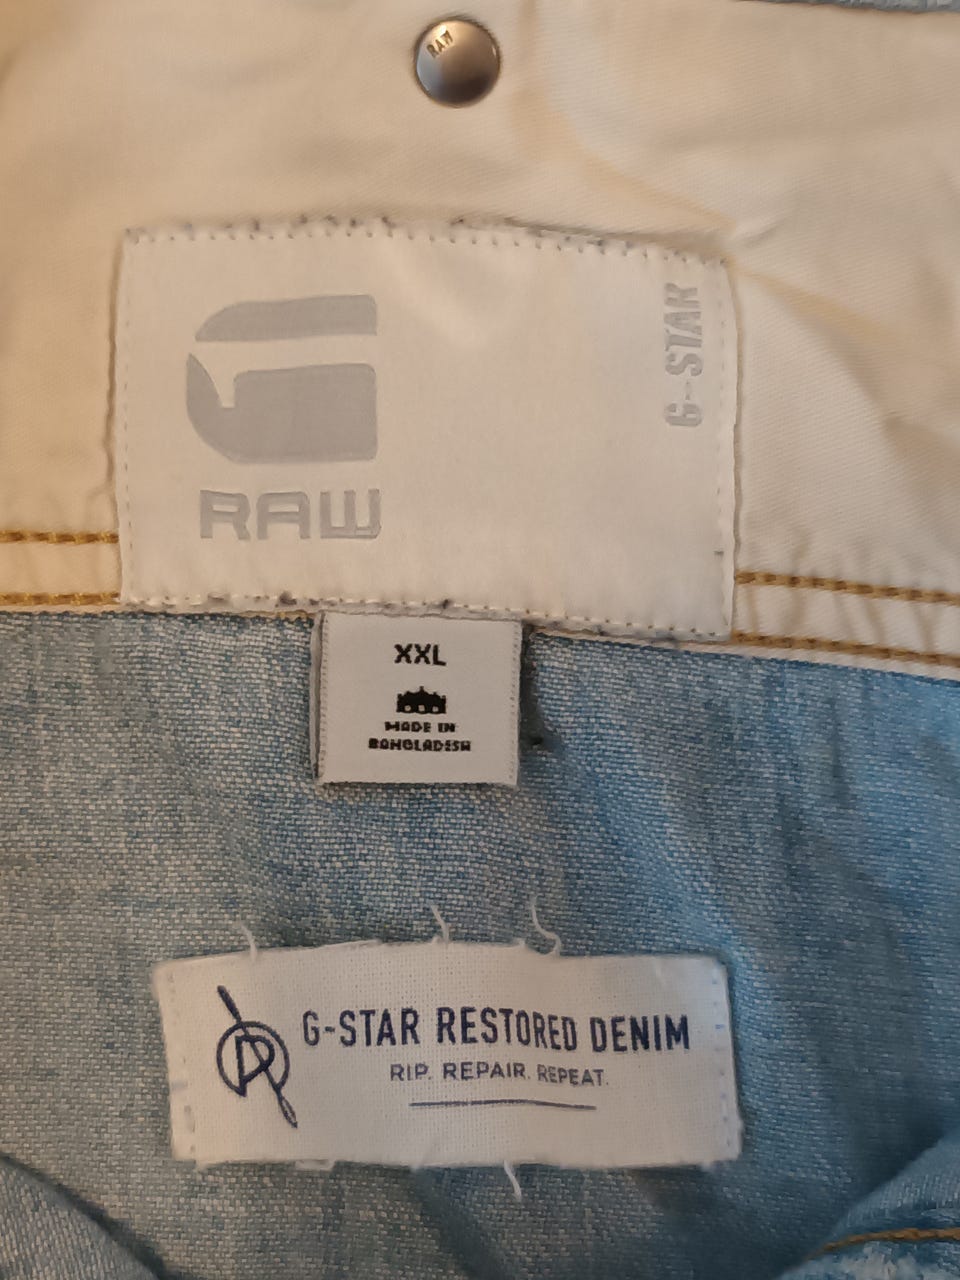 RAW
G-STAR
RAW
XXL
MADE IN
BANGLADESH
G-STAR RESTORED DENIM
RIP. REPAIR. REPEAT.